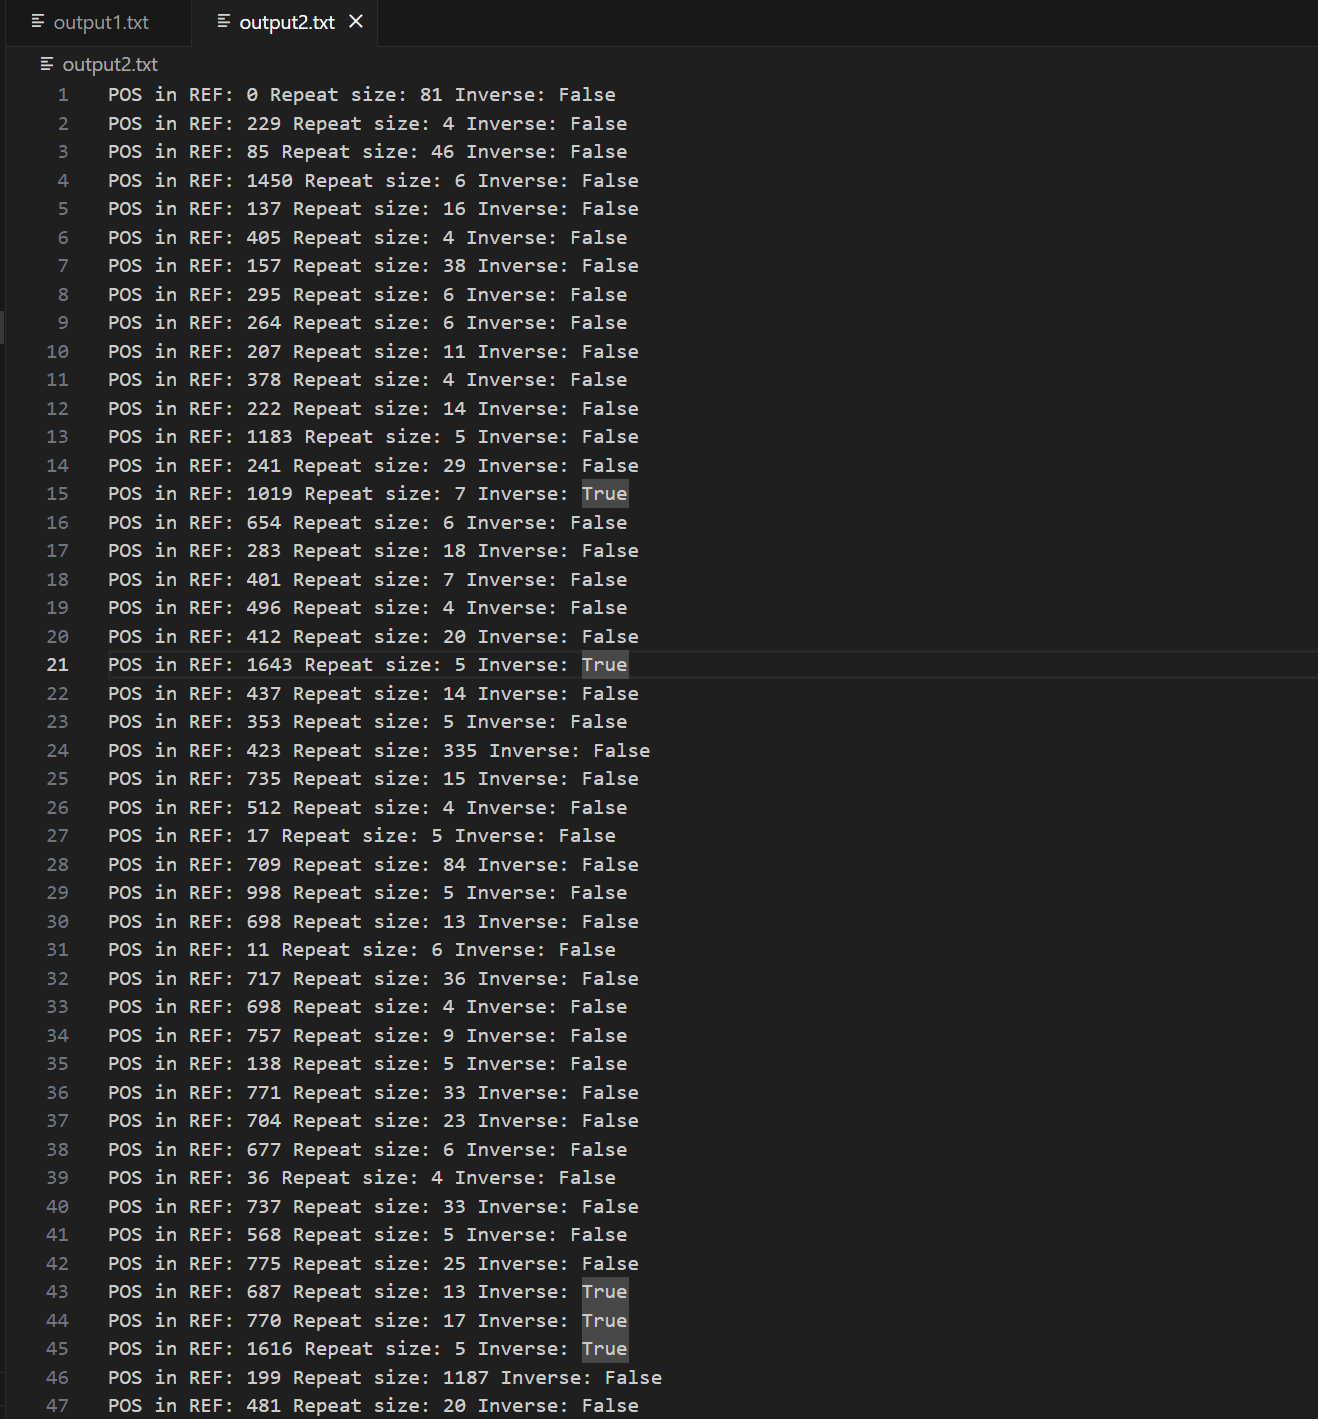 output1.txt
output2.txt
output2.txt
1 POS in REF: 0 Repeat size: 81 Inverse: False
2 POS in REF: 229 Repeat size: 4 Inverse: False
3 POS in REF: 85 Repeat size: 46 Inverse: False
4 POS in REF: 1450 Repeat size: 6 Inverse: False
5 POS in REF: 137 Repeat size: 16 Inverse: False
6 POS in REF: 405 Repeat size: 4 Inverse: False
7 POS in REF: 157 Repeat size: 38 Inverse: False
8 POS in REF: 295 Repeat size: 6 Inverse: False
9 POS in REF: 264 Repeat size: 6 Inverse: False
10 POS in REF: 207 Repeat size: 11 Inverse: False
11 POS in REF: 378 Repeat size: 4 Inverse: False
12 POS in REF: 222 Repeat size: 14 Inverse: False
13 POS in REF: 1183 Repeat size: 5 Inverse: False
14 POS in REF: 241 Repeat size: 29 Inverse: False
15 POS in REF: 1019 Repeat size: 7 Inverse: True
16 POS in REF: 654 Repeat size: 6 Inverse: False
17 POS in REF: 283 Repeat size: 18 Inverse: False
18 POS in REF: 401 Repeat size: 7 Inverse: False
19 POS in REF: 496 Repeat size: 4 Inverse: False
20 POS in REF: 412 Repeat size: 20 Inverse: False
21 POS in REF: 1643 Repeat size: 5 Inverse: True
22 POS in REF: 437 Repeat size: 14 Inverse: False
23 POS in REF: 353 Repeat size: 5 Inverse: False
24 POS in REF: 423 Repeat size: 335 Inverse: False
25 POS in REF: 735 Repeat size: 15 Inverse: False
26 POS in REF: 512 Repeat size: 4 Inverse: False
27 POS in REF: 17 Repeat size: 5 Inverse: False
28 POS in REF: 709 Repeat size: 84 Inverse: False
29 POS in REF: 998 Repeat size: 5 Inverse: False
30 POS in REF: 698 Repeat size: 13 Inverse: False
31 POS in REF: 11 Repeat size: 6 Inverse: False
32 POS in REF: 717 Repeat size: 36 Inverse: False
33 POS in REF: 698 Repeat size: 4 Inverse: False
34 POS in REF: 757 Repeat size: 9 Inverse: False
35 POS in REF: 138 Repeat size: 5 Inverse: False
36 POS in REF: 771 Repeat size: 33 Inverse: False
37 POS in REF: 704 Repeat size: 23 Inverse: False
38 POS in REF: 677 Repeat size: 6 Inverse: False
39 POS in REF: 36 Repeat size: 4 Inverse: False
40 POS in REF: 737 Repeat size: 33 Inverse: False
41 POS in REF: 568 Repeat size: 5 Inverse: False
42 POS in REF: 775 Repeat size: 25 Inverse: False
43 POS in REF: 687 Repeat size: 13 Inverse: True
44 POS in REF: 770 Repeat size: 17 Inverse: True
45 POS in REF: 1616 Repeat size: 5 Inverse: True
46 POS in REF: 199 Repeat size: 1187 Inverse: False
47 POS in REF: 481 Repeat size: 20 Inverse: False